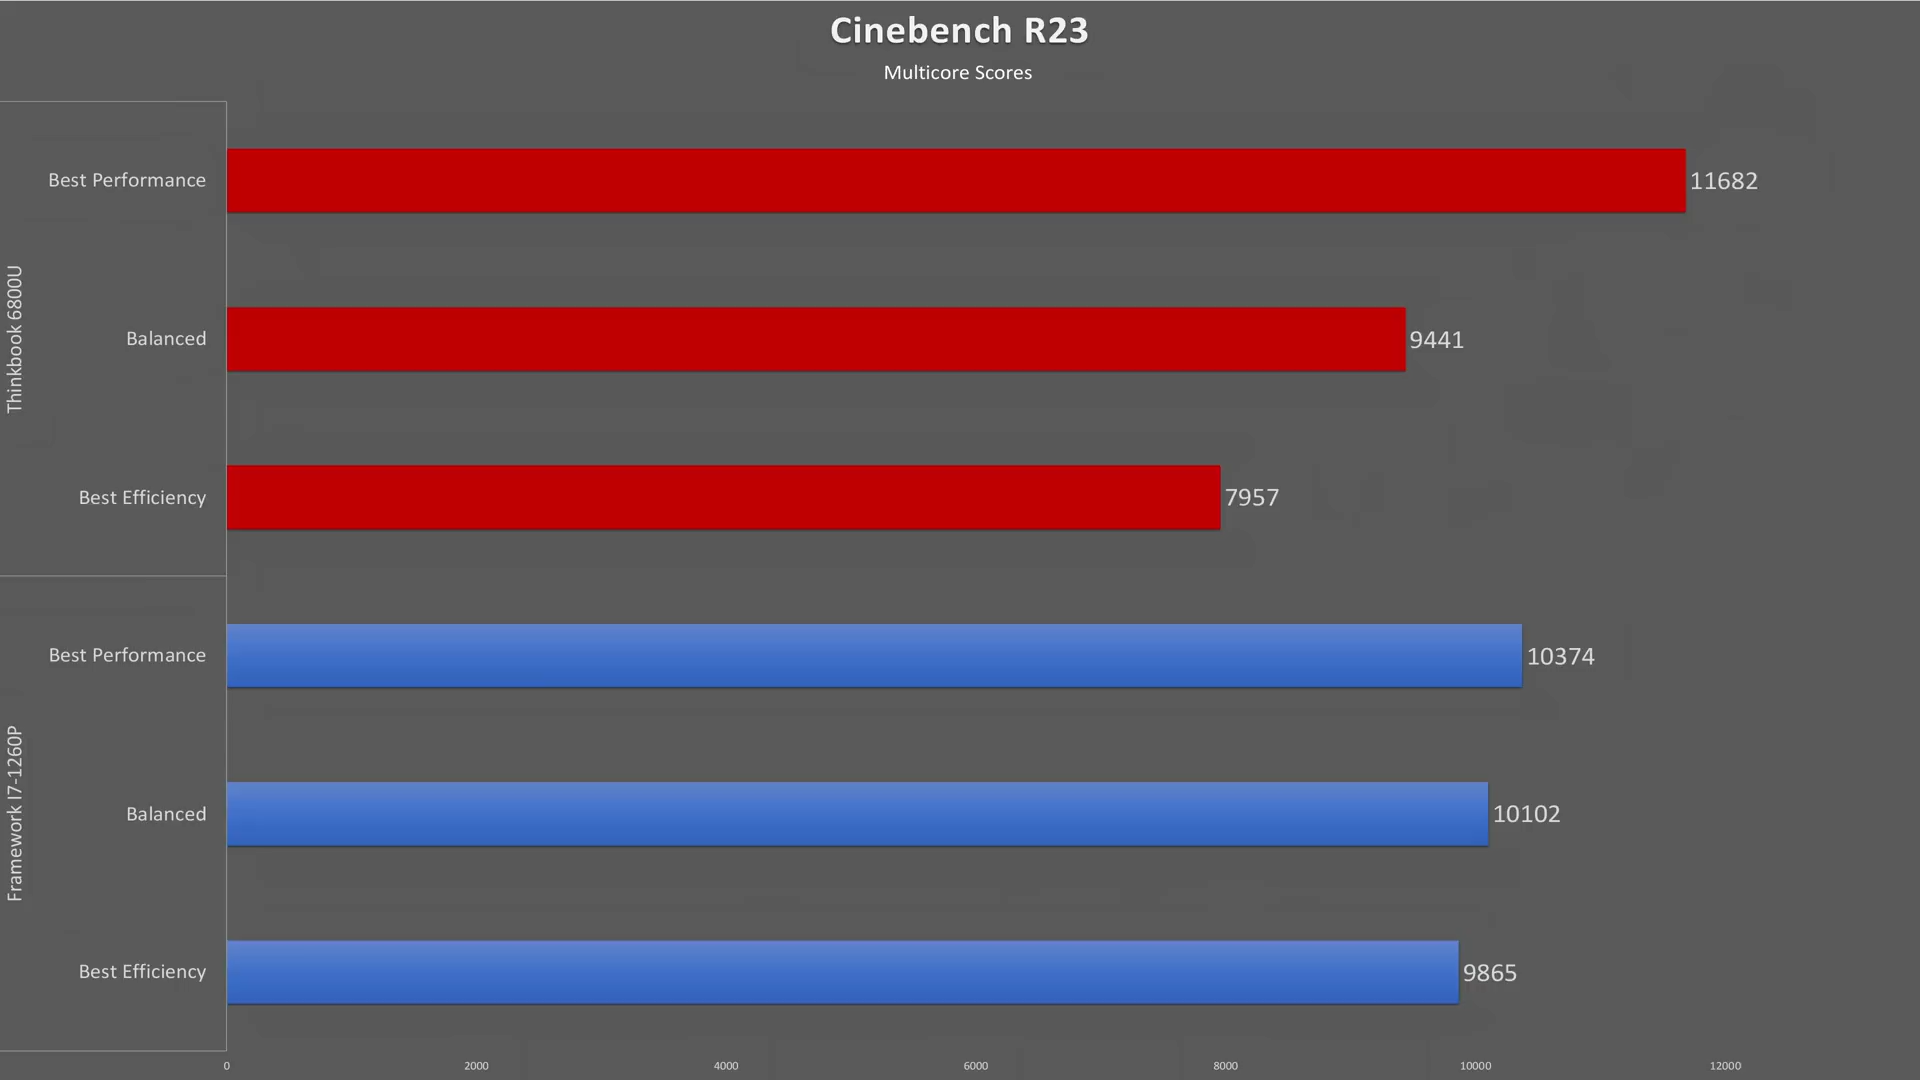 Cinebench R23
Multicore Scores
Thinkbook 6800U
Best Performance
11682
Balanced
9441
Best Efficiency
7957
Framework I7-1260P
Best Performance
10374
Balanced
10102
Best Efficiency
9865
0 2000 4000 6000 8000 10000 12000